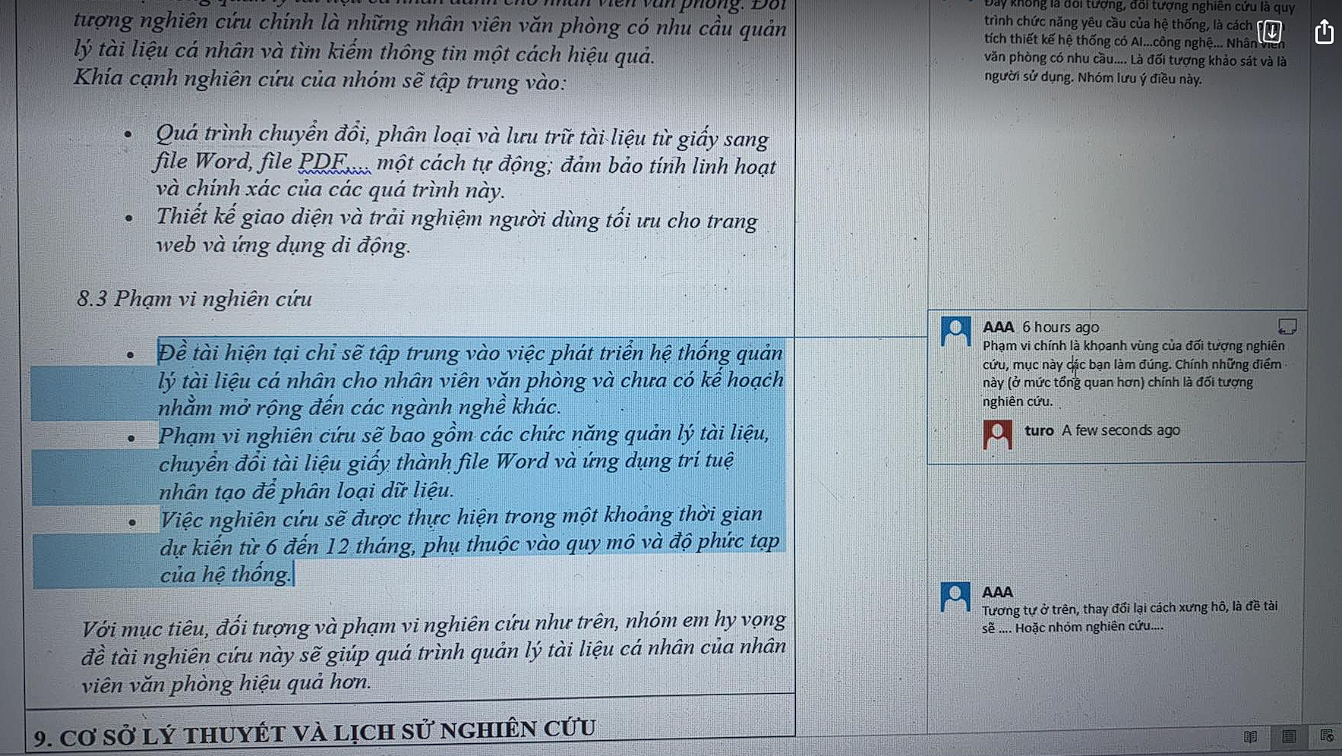 quản lý tài liệu cá nhân dành cho nhân viên văn phòng. Đối
tượng nghiên cứu chính là những nhân viên văn phòng có nhu cầu quản
lý tài liệu cá nhân và tìm kiếm thông tin một cách hiệu quả.
Khía cạnh nghiên cứu của nhóm sẽ tập trung vào:
• Quá trình chuyển đổi, phân loại và lưu trữ tài liệu từ giấy sang
file Word, file PDF,... một cách tự động; đảm bảo tính linh hoạt
và chính xác của các quá trình này.
• Thiết kế giao diện và trải nghiệm người dùng tối ưu cho trang
web và ứng dụng di động.
8.3 Phạm vi nghiên cứu
• Đề tài hiện tại chỉ sẽ tập trung vào việc phát triển hệ thống quản
lý tài liệu cá nhân cho nhân viên văn phòng và chưa có kế hoạch
nhằm mở rộng đến các ngành nghề khác.
• Phạm vi nghiên cứu sẽ bao gồm các chức năng quản lý tài liệu,
chuyển đổi tài liệu giấy thành file Word và ứng dụng trí tuệ
nhân tạo để phân loại dữ liệu.
• Việc nghiên cứu sẽ được thực hiện trong một khoảng thời gian
dự kiến từ 6 đến 12 tháng, phụ thuộc vào quy mô và độ phức tạp
của hệ thống.
Với mục tiêu, đối tượng và phạm vi nghiên cứu như trên, nhóm em hy vọng
đề tài nghiên cứu này sẽ giúp quá trình quản lý tài liệu cá nhân của nhân
viên văn phòng hiệu quả hơn.
9. CƠ SỞ LÝ THUYẾT VÀ LỊCH SỬ NGHIÊN CỨU
Đây không là đối tượng, đối tượng nghiên cứu là quy
trình chức năng yêu cầu của hệ thống, là cách
tích thiết kế hệ thống có AI...công nghệ... Nhân viên
văn phòng có nhu cầu.... Là đối tượng khảo sát và là
người sử dụng. Nhóm lưu ý điều này.
AAA 6 hours ago
Phạm vi chính là khoanh vùng của đối tượng nghiên
cứu, mục này các bạn làm đúng. Chính những điểm
này (ở mức tổng quan hơn) chính là đối tượng
nghiên cứu.
turo A few seconds ago
AAA
Tương tự ở trên, thay đổi lại cách xưng hô, là đề tài
sẽ .... Hoặc nhóm nghiên cứu....